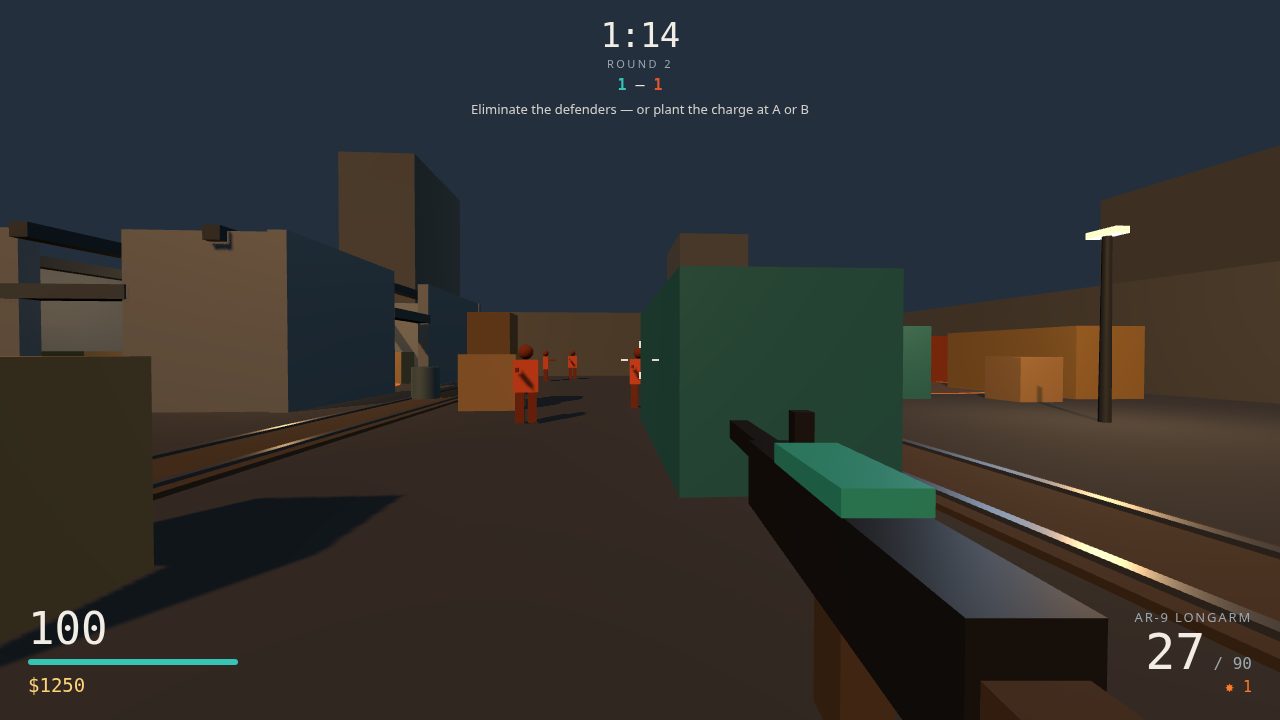 1:14
ROUND 2
1 – 1
Eliminate the defenders — or plant the charge at A or B
100
$1250
AR-9 LONGARM
27 / 90
✸ 1